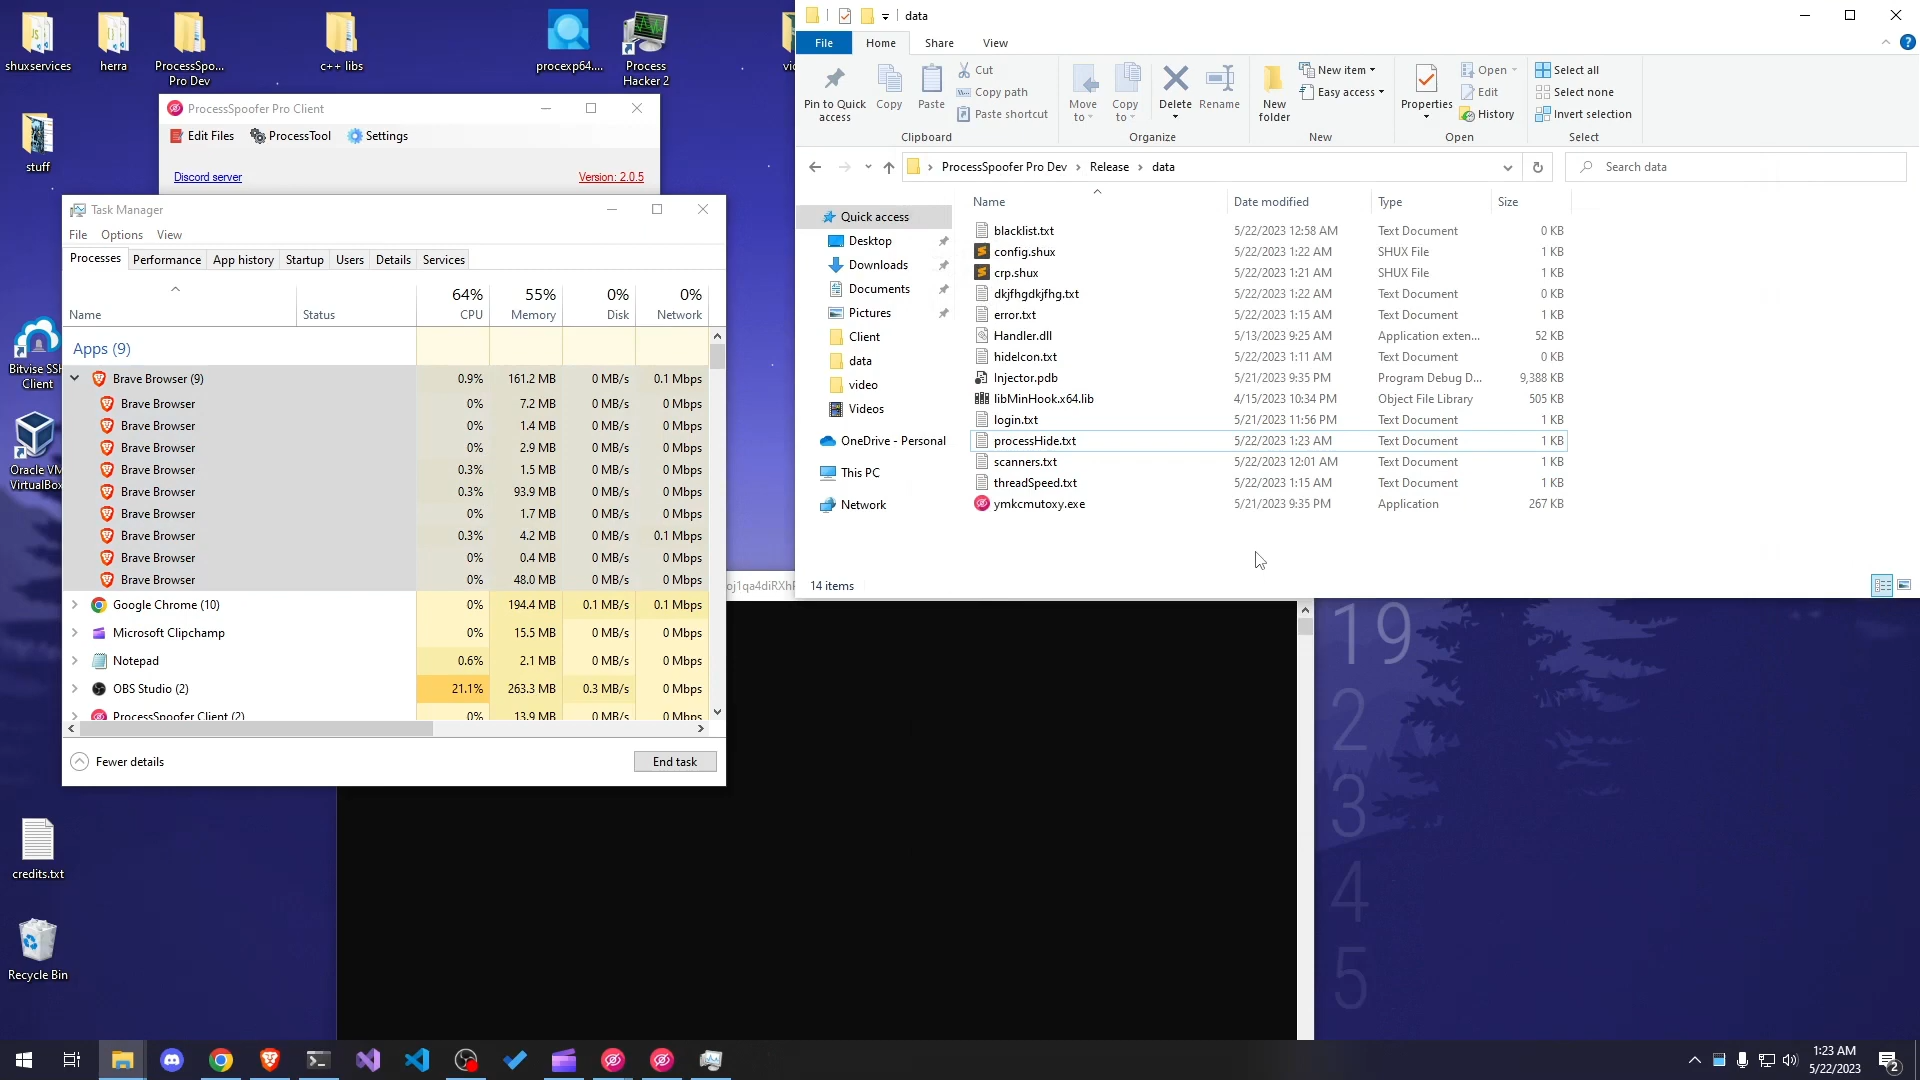 shuxservices
herra
ProcessSpo...
Pro Dev
c++ libs
procexp64....
Process
Hacker 2
stuff
Bitvise SSH
Client
Oracle VM
VirtualBox
credits.txt
Recycle Bin
ProcessSpoofer Pro Client
Edit Files
ProcessTool
Settings
Discord server
Version: 2.0.5
Task Manager
File Options View
Processes Performance App history Startup Users Details Services
64% 55% 0% 0%
Name Status CPU Memory Disk Network
Apps (9)
Brave Browser (9) 0.9% 161.2 MB 0 MB/s 0.1 Mbps
Brave Browser 0% 7.2 MB 0 MB/s 0 Mbps
Brave Browser 0% 1.4 MB 0 MB/s 0 Mbps
Brave Browser 0% 2.9 MB 0 MB/s 0 Mbps
Brave Browser 0.3% 1.5 MB 0 MB/s 0 Mbps
Brave Browser 0.3% 93.9 MB 0 MB/s 0 Mbps
Brave Browser 0% 1.7 MB 0 MB/s 0 Mbps
Brave Browser 0.3% 4.2 MB 0 MB/s 0.1 Mbps
Brave Browser 0% 0.4 MB 0 MB/s 0 Mbps
Brave Browser 0% 48.0 MB 0 MB/s 0 Mbps
Google Chrome (10) 0% 194.4 MB 0.1 MB/s 0.1 Mbps
Microsoft Clipchamp 0% 15.5 MB 0 MB/s 0 Mbps
Notepad 0.6% 2.1 MB 0 MB/s 0 Mbps
OBS Studio (2) 21.1% 263.3 MB 0.3 MB/s 0 Mbps
ProcessSpoofer Client (2) 0% 13.9 MB 0 MB/s 0 Mbps
Fewer details
End task
data
File Home Share View
Pin to Quick
access
Copy
Paste
Cut
Copy path
Paste shortcut
Clipboard
Move
to
Copy
to
Delete
Rename
Organize
New
folder
New item
Easy access
New
Properties
Open
Edit
History
Open
Select all
Select none
Invert selection
Select
ProcessSpoofer Pro Dev > Release > data
Search data
Quick access
Desktop
Downloads
Documents
Pictures
Client
data
video
Videos
OneDrive - Personal
This PC
Network
Name Date modified Type Size
blacklist.txt 5/22/2023 12:58 AM Text Document 0 KB
config.shux 5/22/2023 1:22 AM SHUX File 1 KB
crp.shux 5/22/2023 1:21 AM SHUX File 1 KB
dkjfhgdkjfhg.txt 5/22/2023 1:22 AM Text Document 0 KB
error.txt 5/22/2023 1:15 AM Text Document 1 KB
Handler.dll 5/13/2023 9:25 AM Application exten... 52 KB
hideIcon.txt 5/22/2023 1:11 AM Text Document 0 KB
Injector.pdb 5/21/2023 9:35 PM Program Debug D... 9,388 KB
libMinHook.x64.lib 4/15/2023 10:34 PM Object File Library 505 KB
login.txt 5/21/2023 11:56 PM Text Document 1 KB
processHide.txt 5/22/2023 1:23 AM Text Document 1 KB
scanners.txt 5/22/2023 12:01 AM Text Document 1 KB
threadSpeed.txt 5/22/2023 1:15 AM Text Document 1 KB
ymkcmutoxy.exe 5/21/2023 9:35 PM Application 267 KB
14 items
19
2
3
4
5
1:23 AM
5/22/2023
2